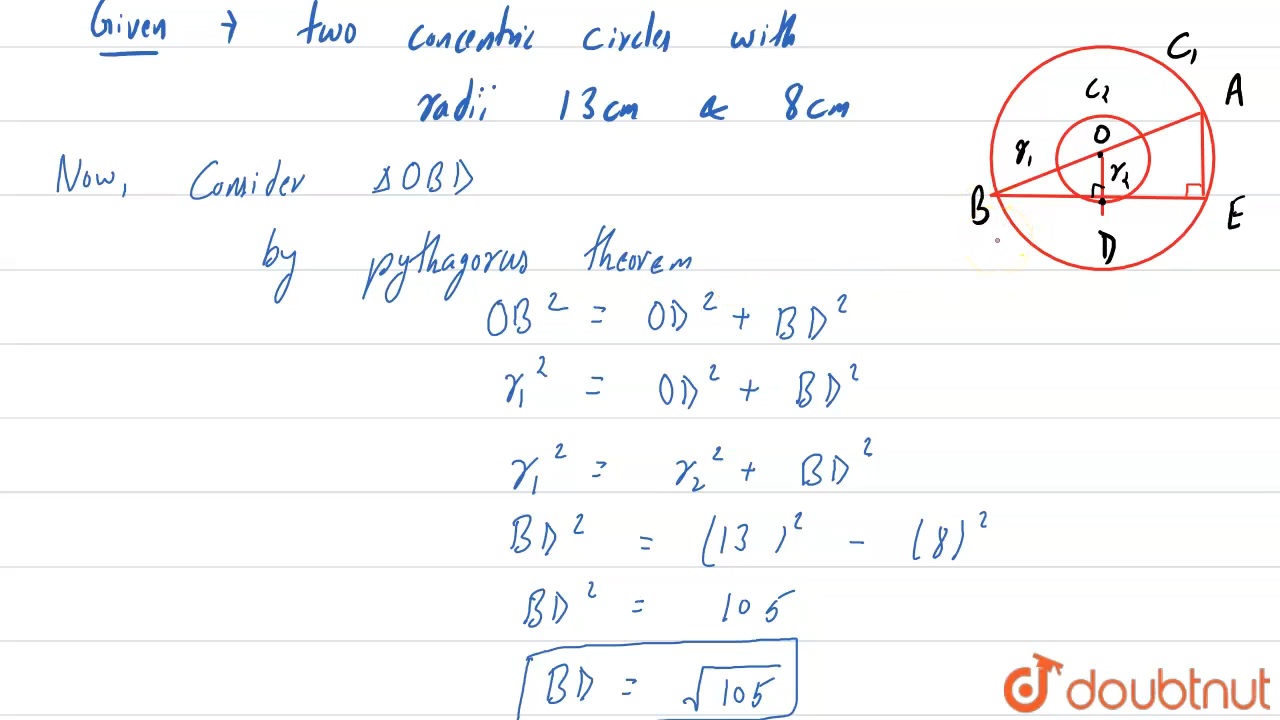 Given → two concentric circles with
radii 13cm & 8cm
Now, Consider ΔOBD
by pythagorus theorem
OB² = OD² + BD²
r₁² = OD² + BD²
r₁² = r₂² + BD²
BD² = (13)² - (8)²
BD² = 105
BD = √105
C₁
A
C₂
O
r₁
r₂
B
E
D
doubtnut